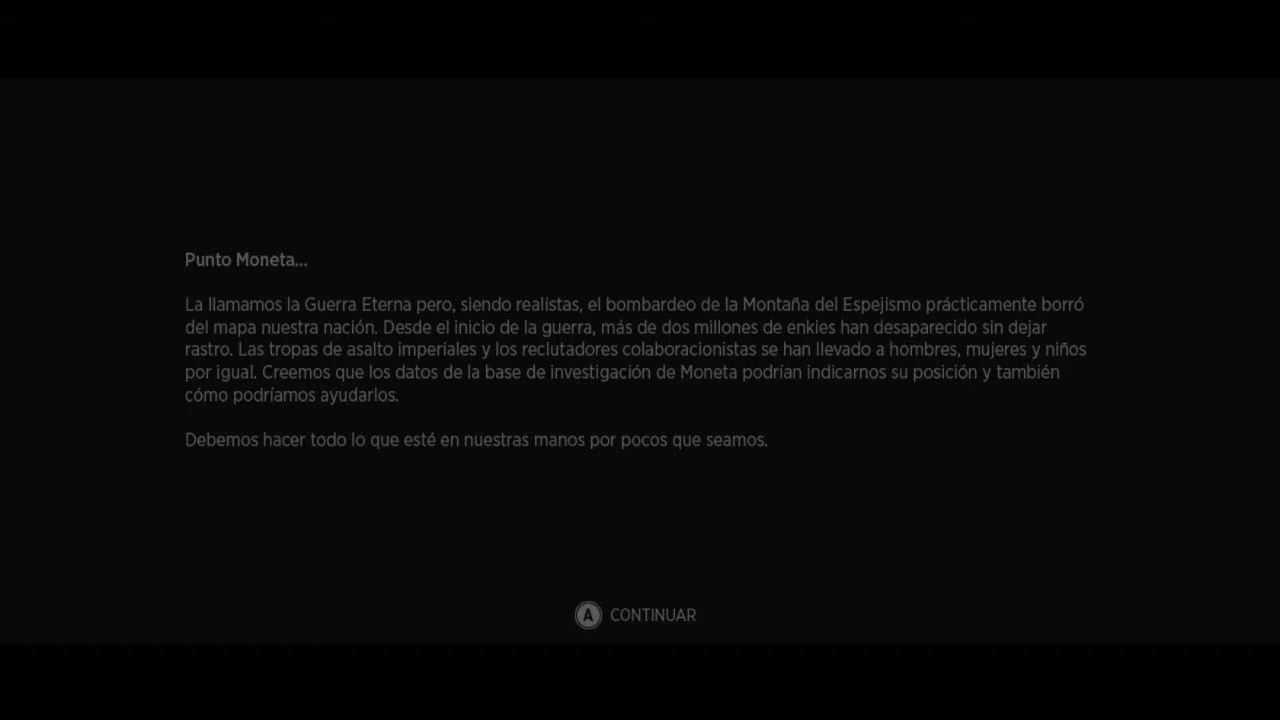 Punto Moneta...
La llamamos la Guerra Eterna pero, siendo realistas, el bombardeo de la Montaña del Espejismo prácticamente borró
del mapa nuestra nación. Desde el inicio de la guerra, más de dos millones de enkies han desaparecido sin dejar
rastro. Las tropas de asalto imperiales y los reclutadores colaboracionistas se han llevado a hombres, mujeres y niños
por igual. Creemos que los datos de la base de investigación de Moneta podrían indicarnos su posición y también
cómo podríamos ayudarlos.
Debemos hacer todo lo que esté en nuestras manos por pocos que seamos.
A CONTINUAR